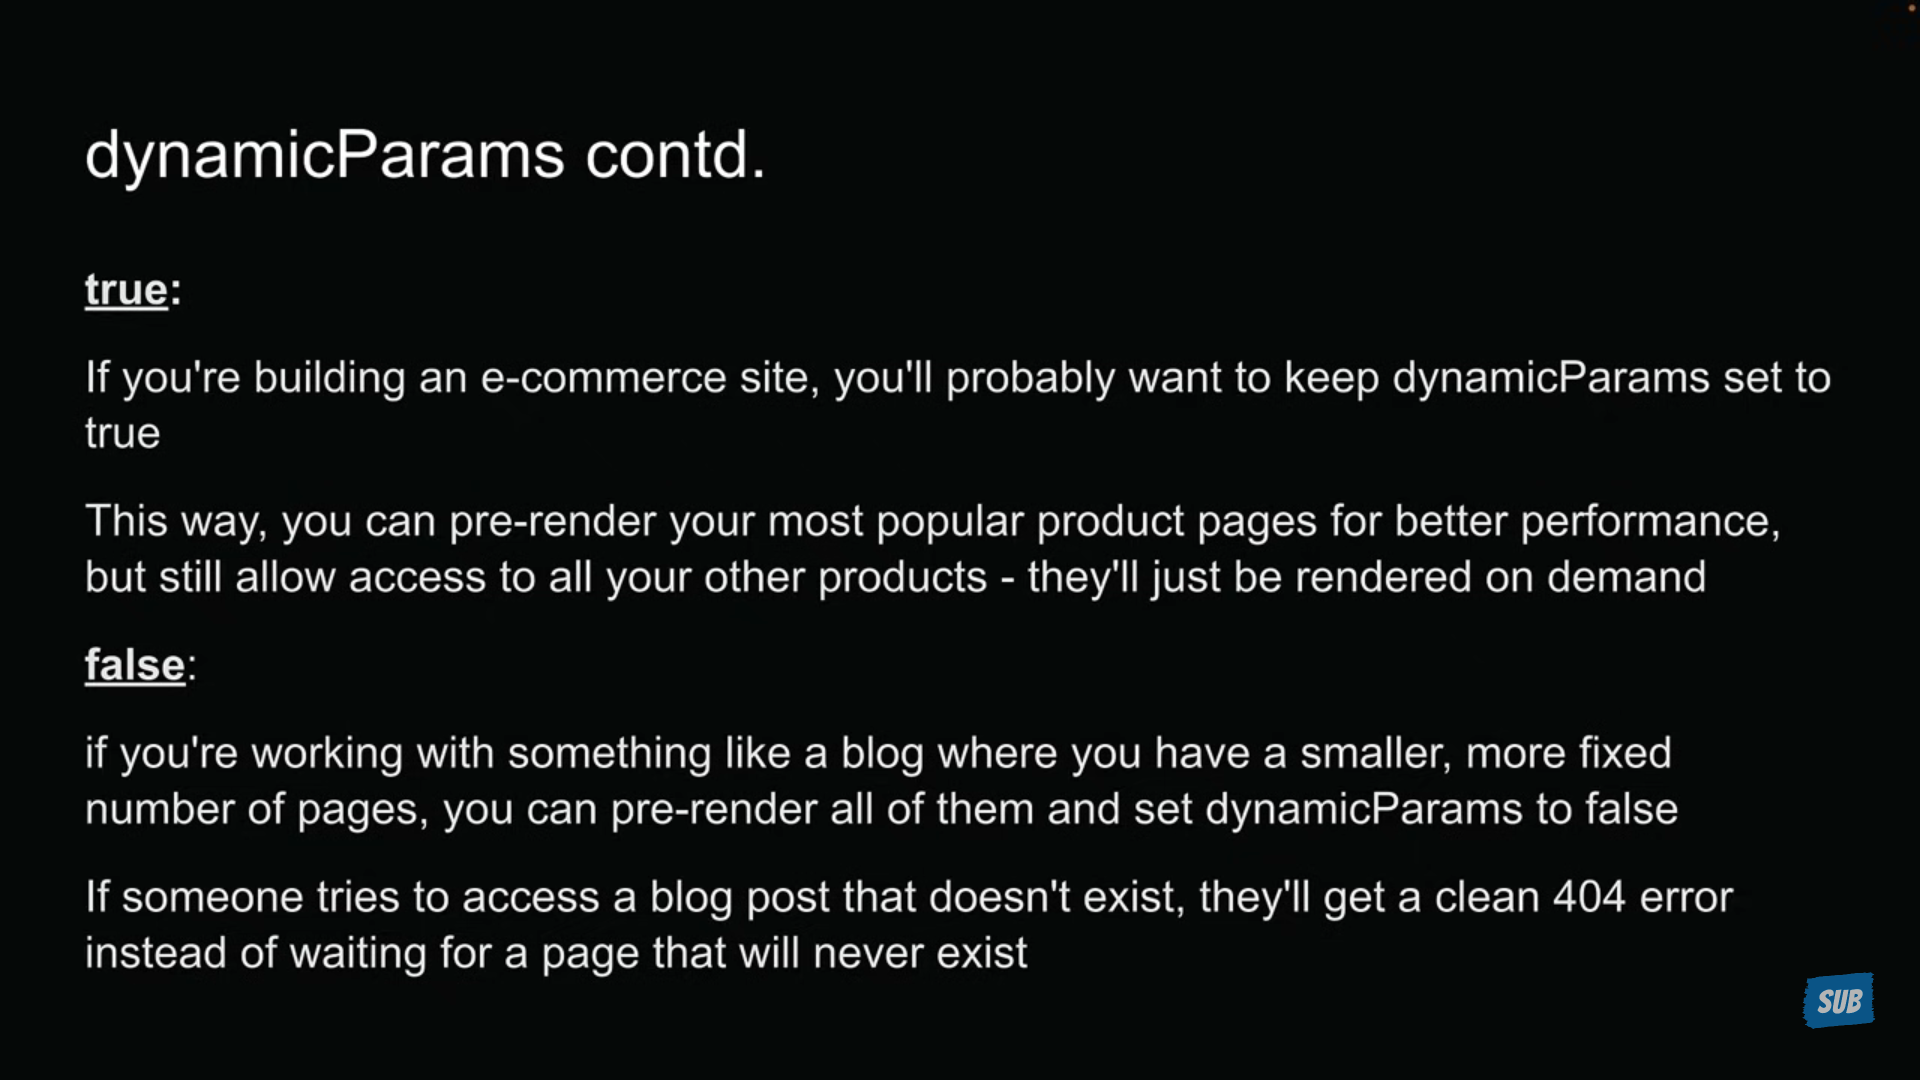 dynamicParams contd.
true:
If you're building an e-commerce site, you'll probably want to keep dynamicParams set to
true
This way, you can pre-render your most popular product pages for better performance,
but still allow access to all your other products - they'll just be rendered on demand
false:
if you're working with something like a blog where you have a smaller, more fixed
number of pages, you can pre-render all of them and set dynamicParams to false
If someone tries to access a blog post that doesn't exist, they'll get a clean 404 error
instead of waiting for a page that will never exist
SUB